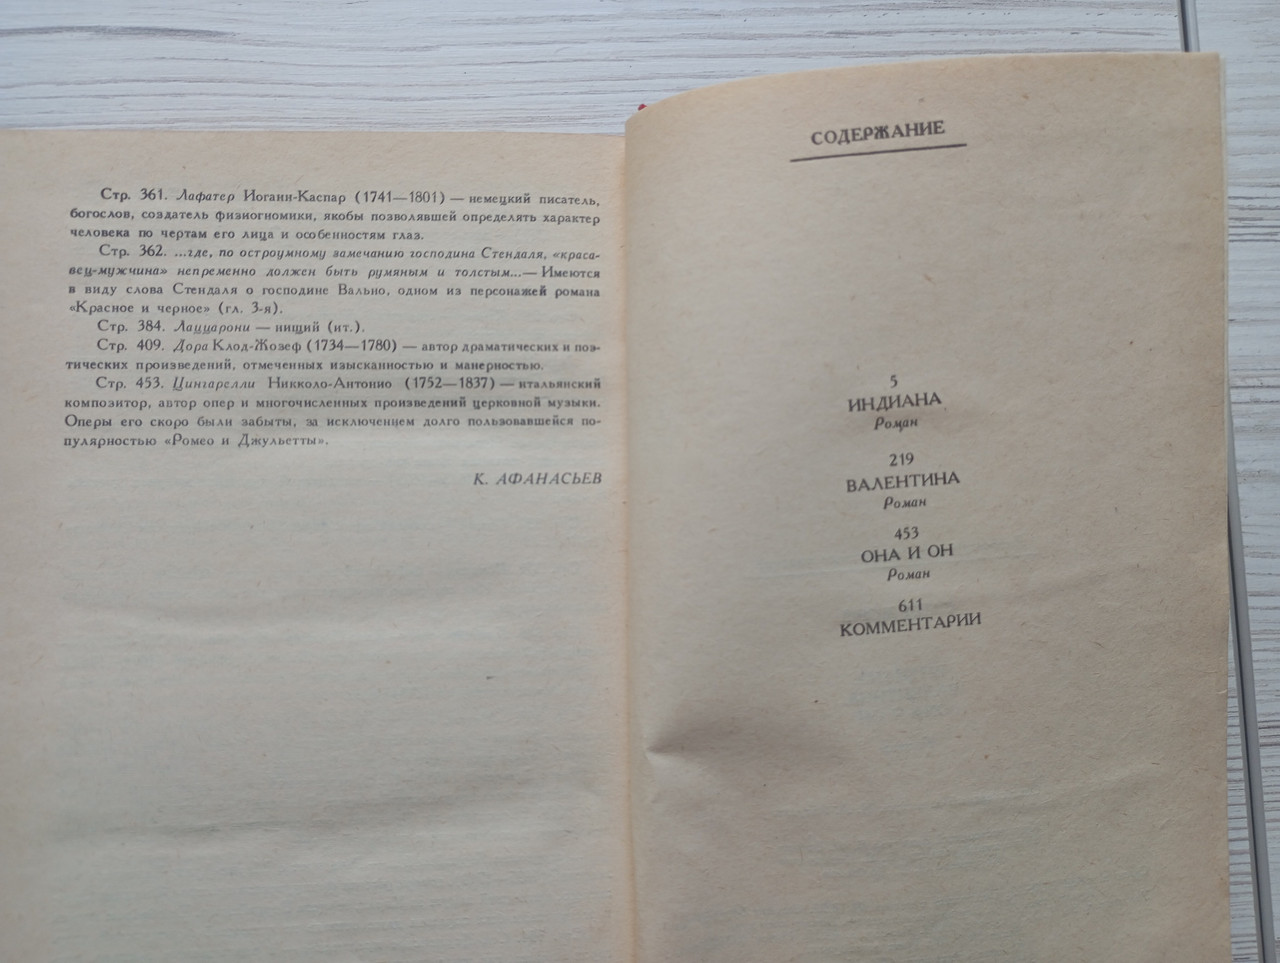 Стр. 361. Лафатер Иоганн-Каспар (1741—1801) — немецкий писатель,
богослов, создатель физиогномики, якобы позволявшей определять характер
человека по чертам его лица и особенностям глаз.
Стр. 362. ...где, по остроумному замечанию господина Стендаля, «краса-
вец-мужчина» непременно должен быть румяным и толстым...— Имеются
в виду слова Стендаля о господине Вально, одном из персонажей романа
«Красное и черное» (гл. 3-я).
Стр. 384. Лаццарони — нищий (ит.).
Стр. 409. Дора Клод-Жозеф (1734—1780) — автор драматических и поэ-
тических произведений, отмеченных изысканностью и манерностью.
Стр. 453. Цингарелли Никколо-Антонио (1752—1837) — итальянский
композитор, автор опер и многочисленных произведений церковной музыки.
Оперы его скоро были забыты, за исключением долго пользовавшейся по-
пулярностью «Ромео и Джульетты».
К. АФАНАСЬЕВ
СОДЕРЖАНИЕ
5
ИНДИАНА
Роман
219
ВАЛЕНТИНА
Роман
453
ОНА И ОН
Роман
611
КОММЕНТАРИИ